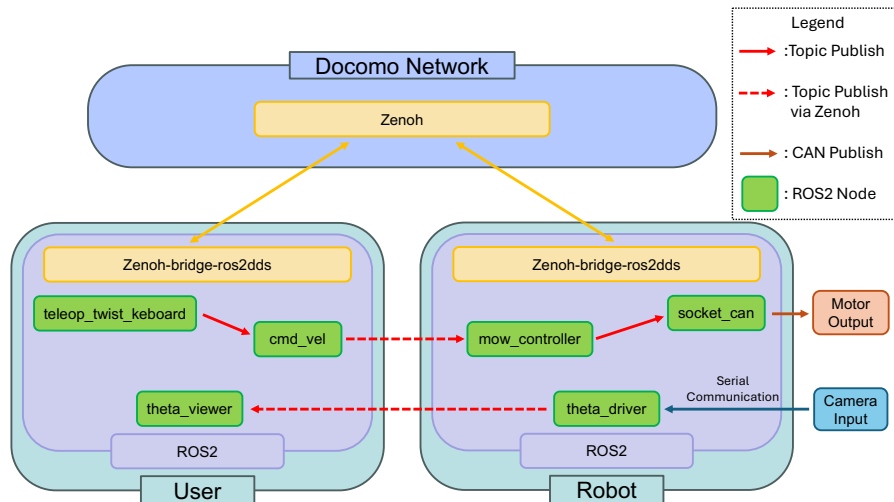 Docomo Network
Zenoh
Legend
:Topic Publish
: Topic Publish
via Zenoh
: CAN Publish
: ROS2 Node
Zenoh-bridge-ros2dds
teleop_twist_keboard
cmd_vel
theta_viewer
ROS2
User
Zenoh-bridge-ros2dds
mow_controller
socket_can
theta_driver
ROS2
Robot
Motor
Output
Serial
Communication
Camera
Input